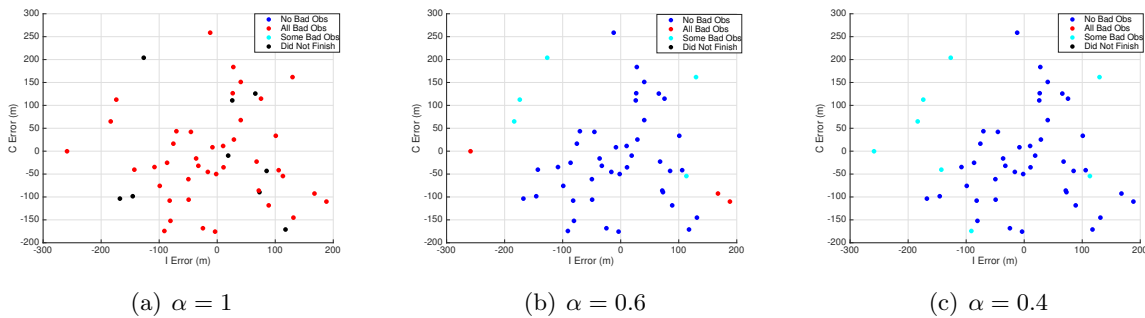 300
250
200
150
100
50
0
-50
-100
-150
-200
C Error (m)
-300 -200 -100 0 100 200
I Error (m)
No Bad Obs
All Bad Obs
Some Bad Obs
Did Not Finish
(a) α = 1
300
250
200
150
100
50
0
-50
-100
-150
-200
C Error (m)
-300 -200 -100 0 100 200
I Error (m)
No Bad Obs
All Bad Obs
Some Bad Obs
Did Not Finish
(b) α = 0.6
300
250
200
150
100
50
0
-50
-100
-150
-200
C Error (m)
-300 -200 -100 0 100 200
I Error (m)
No Bad Obs
All Bad Obs
Some Bad Obs
Did Not Finish
(c) α = 0.4